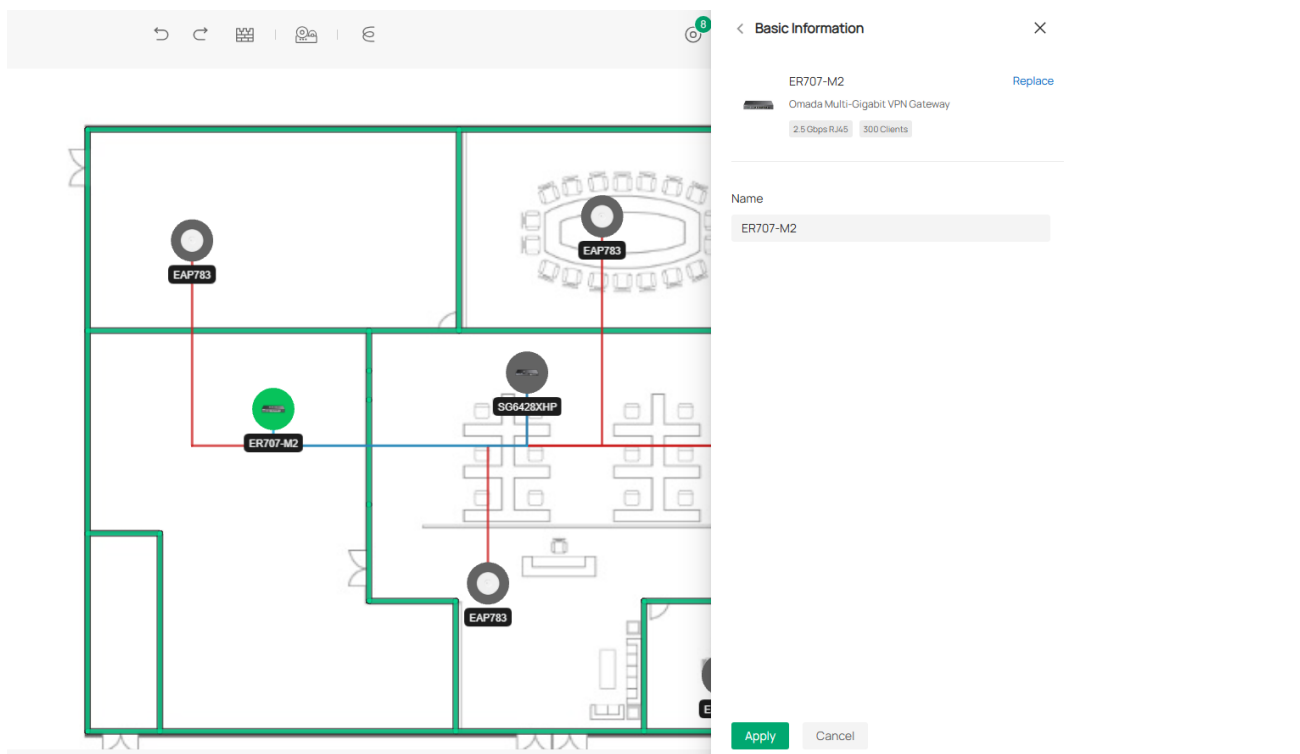 8
Basic Information
ER707-M2
Replace
Omada Multi-Gigabit VPN Gateway
2.5 Gbps RJ45 300 Clients
Name
ER707-M2
EAP783
EAP783
SG6428XHP
ER707-M2
EAP783
E
Apply
Cancel